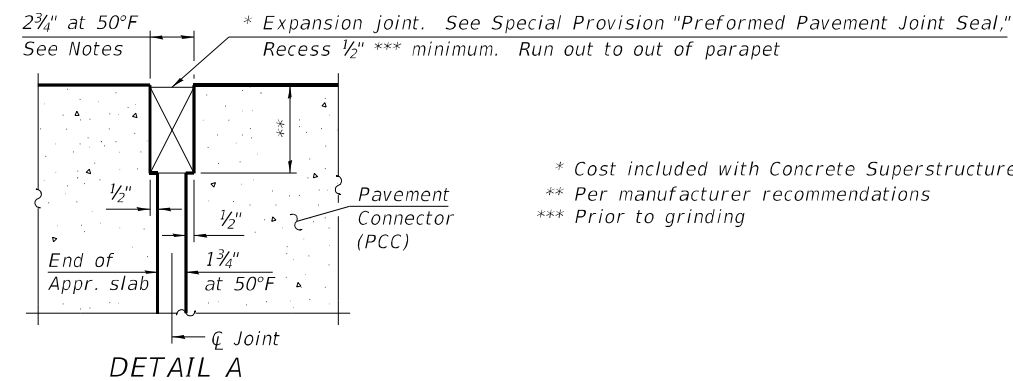 2¾" at 50°F
See Notes
* Expansion joint. See Special Provision "Preformed Pavement Joint Seal,"
Recess ½" *** minimum. Run out to out of parapet
**
* Cost included with Concrete Superstructure
** Per manufacturer recommendations
*** Prior to grinding
½"
½"
Pavement
Connector
(PCC)
End of
Appr. slab
1¾"
at 50°F
℄ Joint
DETAIL A